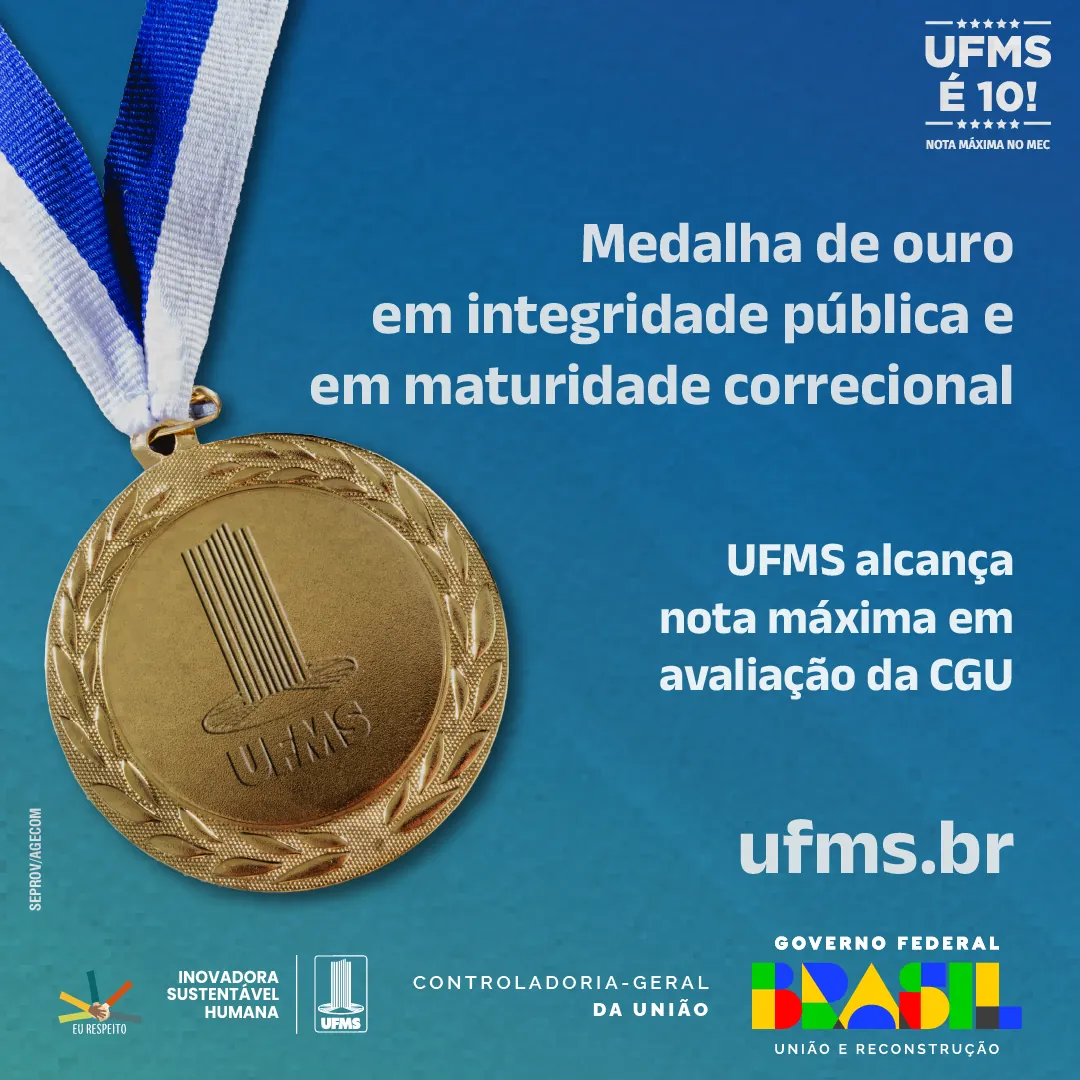 UFMS
É 10!
NOTA MÁXIMA NO MEC
Medalha de ouro
em integridade pública e
em maturidade correcional
UFMS alcança
nota máxima em
avaliação da CGU
UFMS
ufms.br
SEPROV/AGECOM
EU RESPEITO
INOVADORA
SUSTENTÁVEL
HUMANA
UFMS
CONTROLADORIA-GERAL
DA UNIÃO
GOVERNO FEDERAL
BRASIL
UNIÃO E RECONSTRUÇÃO